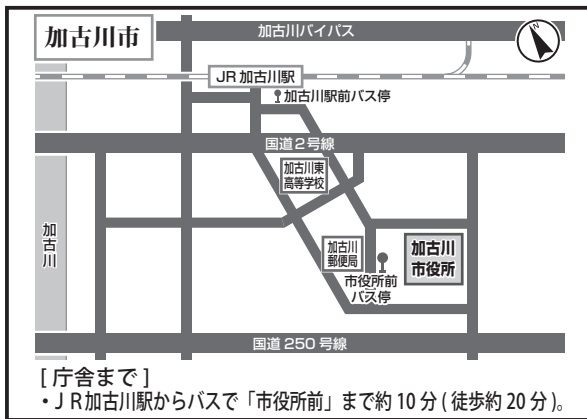 加古川市
加古川バイパス
N
JR 加古川駅
加古川駅前バス停
国道2号線
加古川東
高等学校
加古川
加古川
郵便局
加古川
市役所
市役所前
バス停
国道 250 号線
[ 庁舎まで ]
・ＪＲ加古川駅からバスで「市役所前」まで約 10 分 ( 徒歩約 20 分 )。